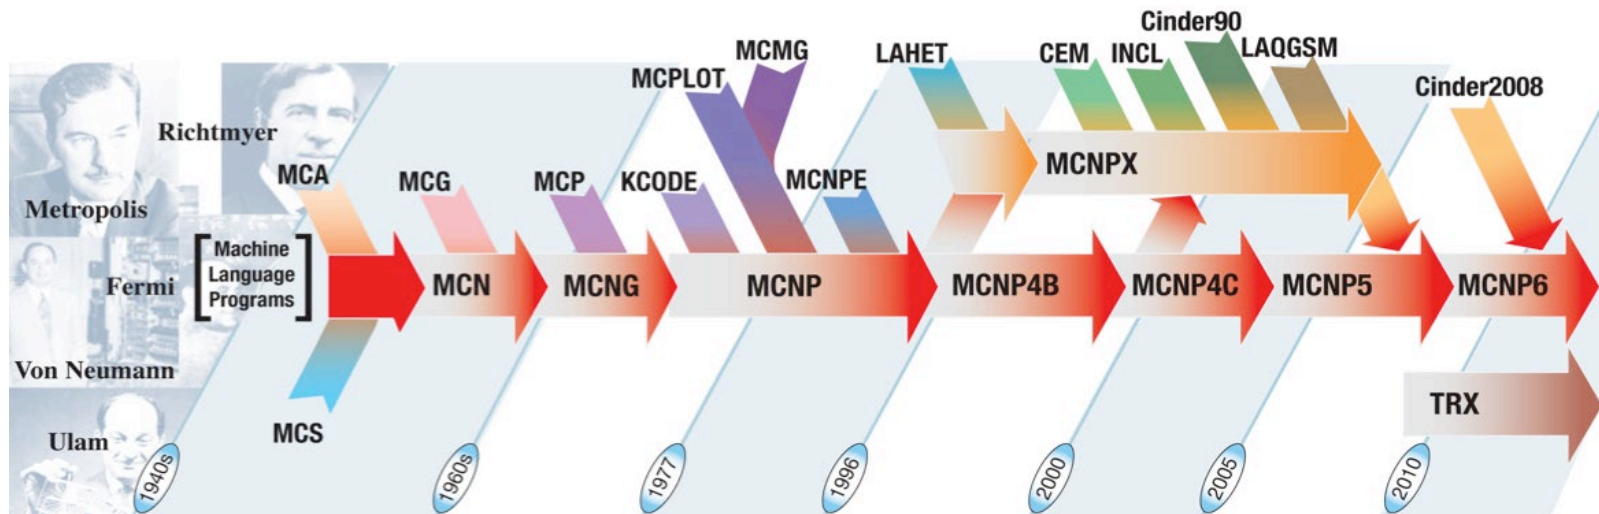 Cinder90
MCMG
LAHET
CEM
INCL
LAQGSM
MCPLOT
Cinder2008
Richtmyer
MCNPX
MCA
MCG
MCP
KCODE
MCNPE
Metropolis
Machine
Language
Programs
Fermi
MCN
MCNG
MCNP
MCNP4B
MCNP4C
MCNP5
MCNP6
Von Neumann
TRX
MCS
Ulam
1940s
1960s
1977
1996
2000
2005
2010